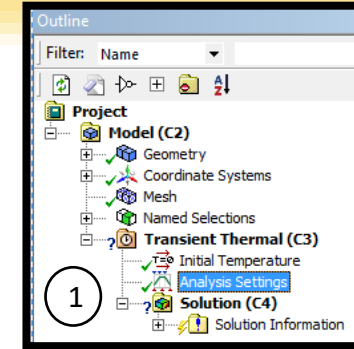 Outline
Filter: Name
Project
Model (C2)
Geometry
Coordinate Systems
Mesh
Named Selections
Transient Thermal (C3)
Initial Temperature
Analysis Settings
Solution (C4)
Solution Information
1